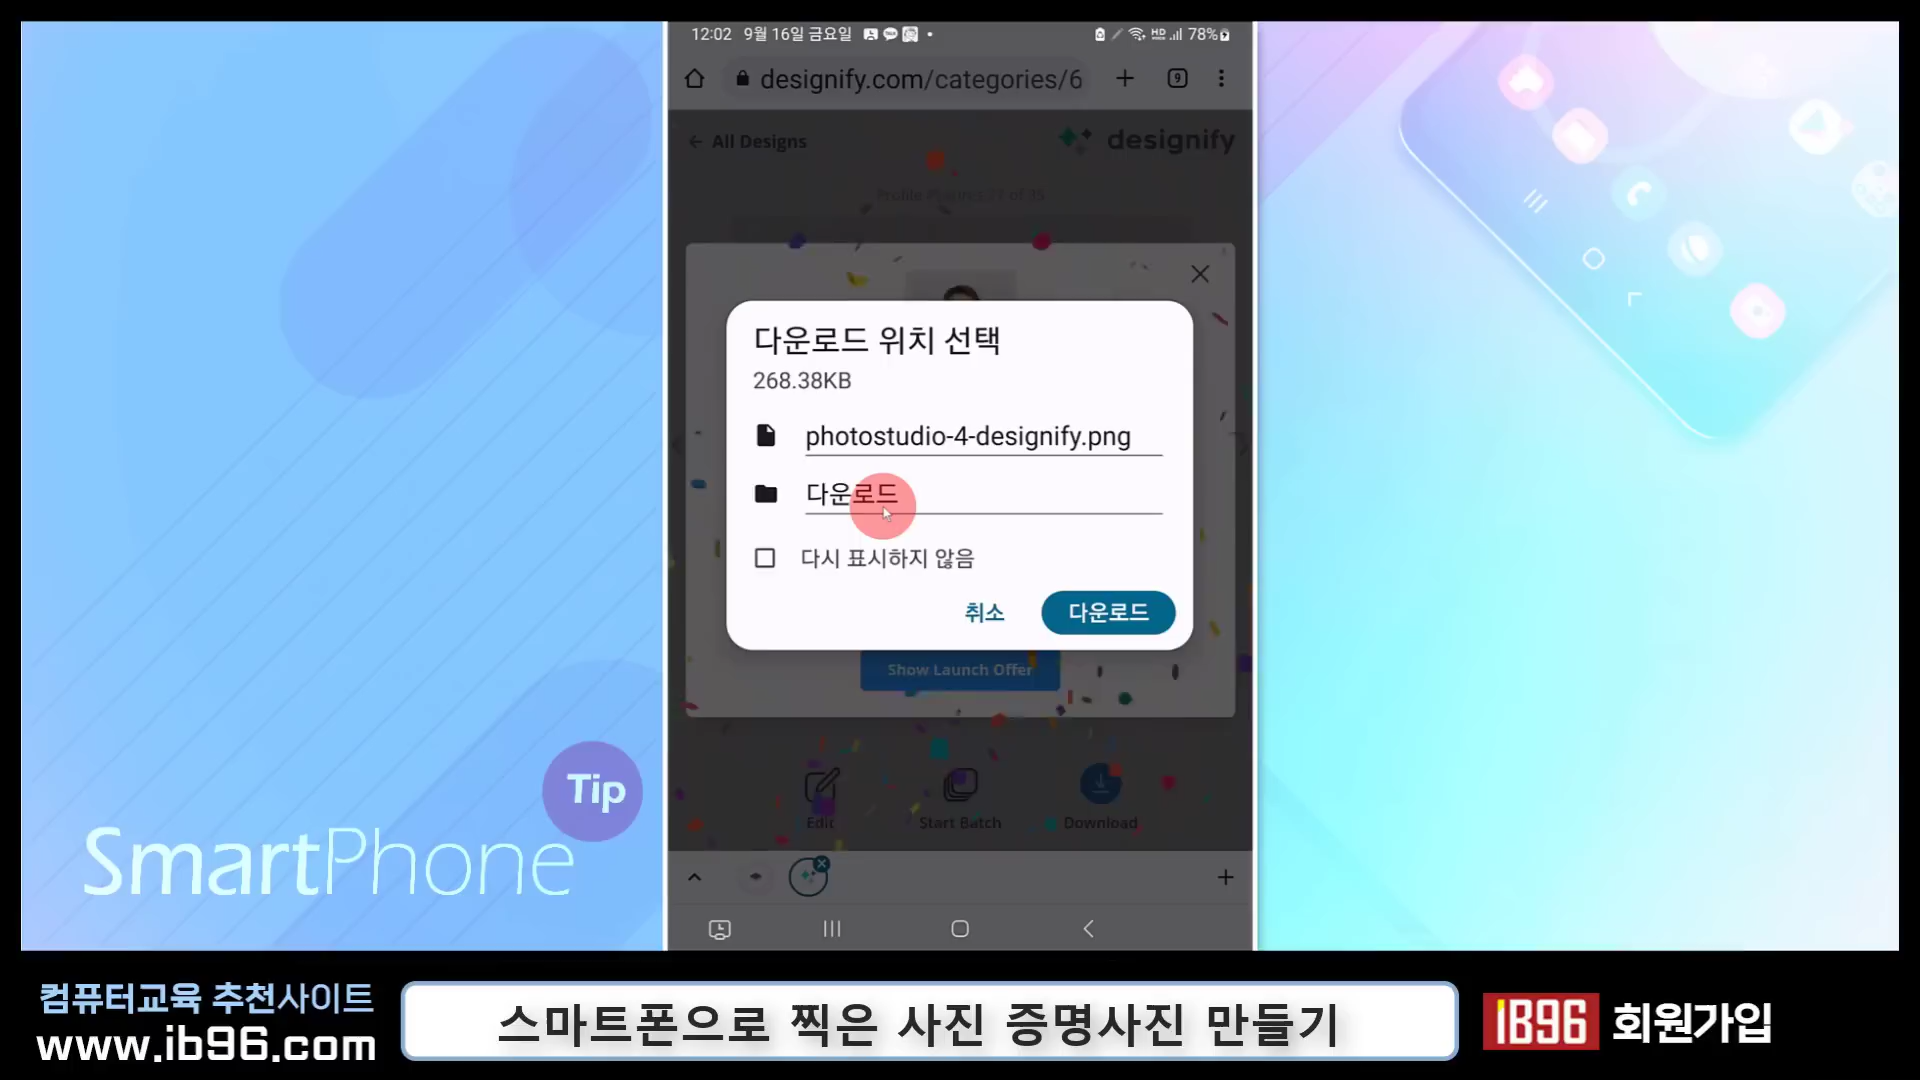 12:02 9월 16일 금요일
78%
designify.com/categories/6
9
All Designs
designify
다운로드 위치 선택
268.38KB
photostudio-4-designify.png
다운로드
다시 표시하지 않음
취소
다운로드
Show Launch Offer
Edit
Start Batch
Download
Tip
SmartPhone
컴퓨터교육 추천사이트
www.ib96.com
스마트폰으로 찍은 사진 증명사진 만들기
IB96 회원가입